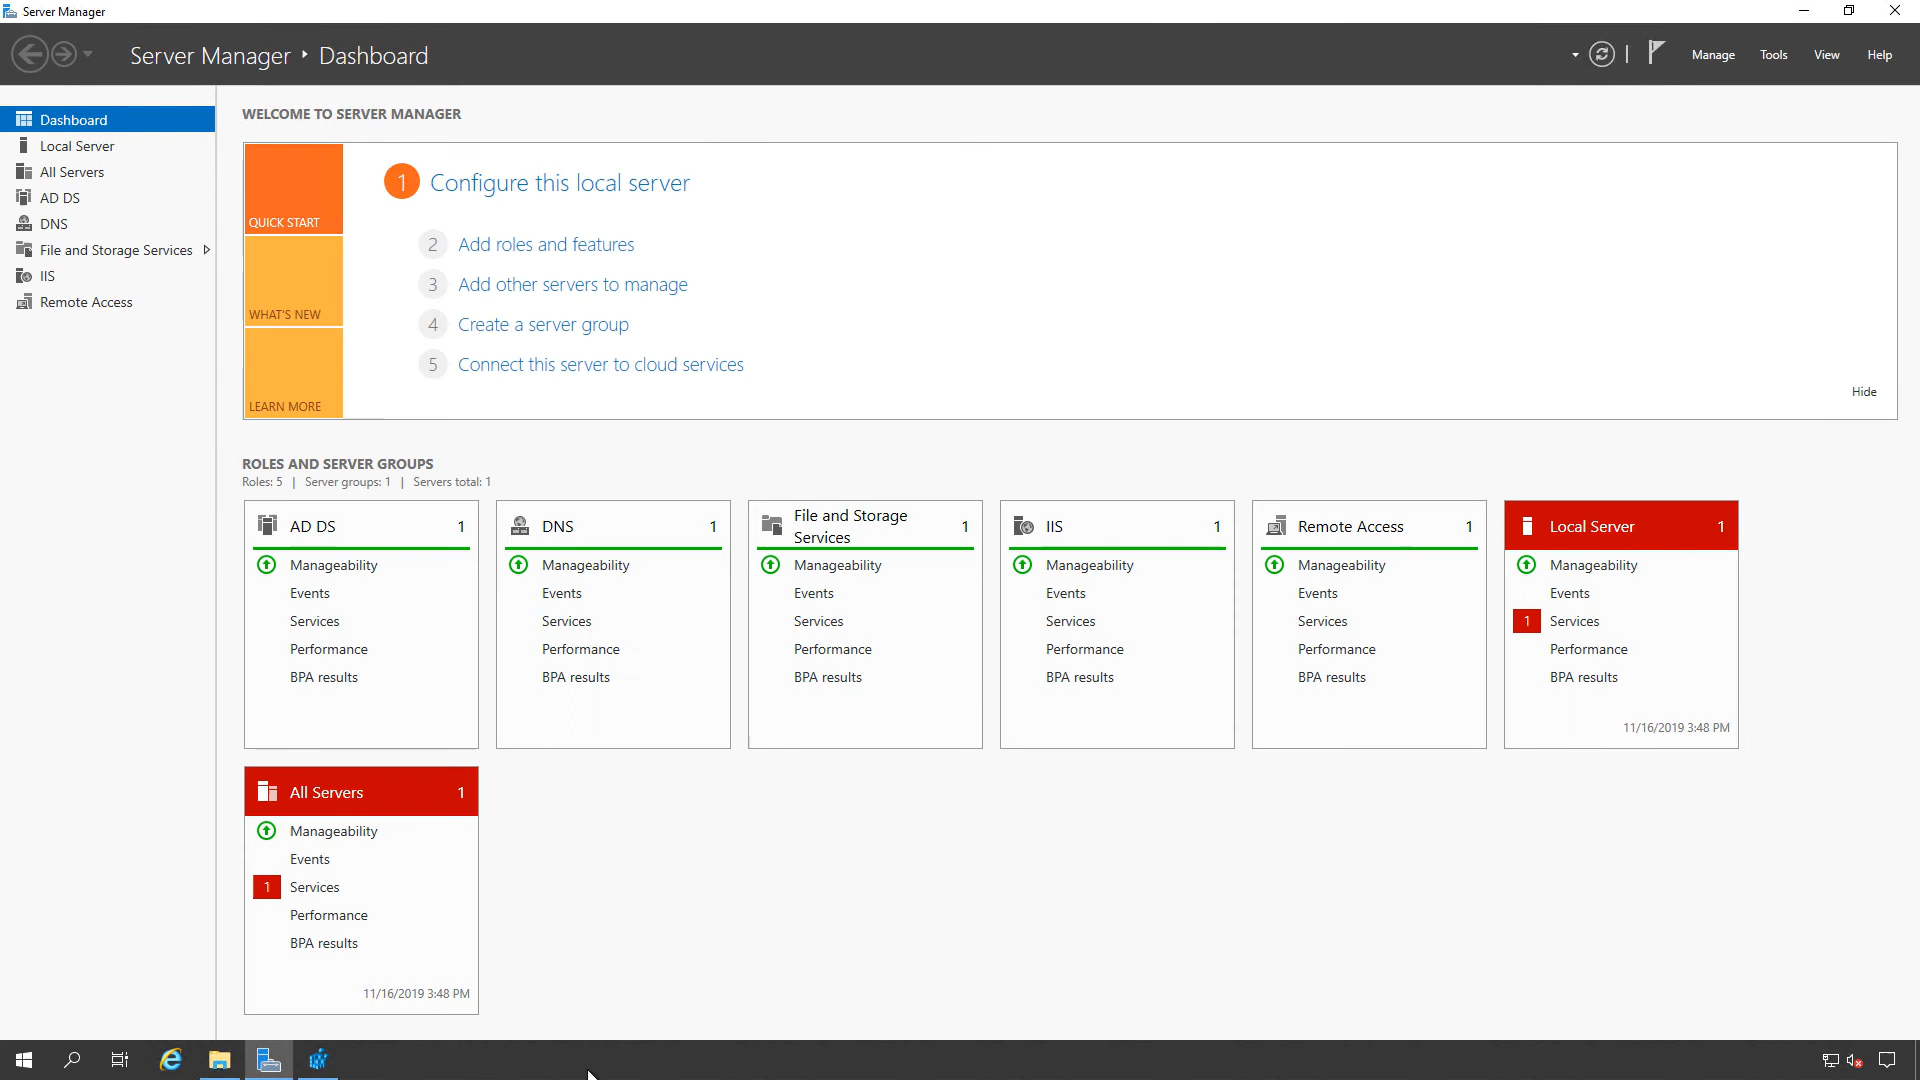 Server Manager
Server Manager ‣ Dashboard
Manage Tools View Help
Dashboard
Local Server
All Servers
AD DS
DNS
File and Storage Services
IIS
Remote Access
WELCOME TO SERVER MANAGER
QUICK START
WHAT'S NEW
LEARN MORE
1 Configure this local server
2 Add roles and features
3 Add other servers to manage
4 Create a server group
5 Connect this server to cloud services
Hide
ROLES AND SERVER GROUPS
Roles: 5 | Server groups: 1 | Servers total: 1
AD DS 1
Manageability
Events
Services
Performance
BPA results
DNS 1
Manageability
Events
Services
Performance
BPA results
File and Storage
Services 1
Manageability
Events
Services
Performance
BPA results
IIS 1
Manageability
Events
Services
Performance
BPA results
Remote Access 1
Manageability
Events
Services
Performance
BPA results
Local Server 1
Manageability
Events
1 Services
Performance
BPA results
11/16/2019 3:48 PM
All Servers 1
Manageability
Events
1 Services
Performance
BPA results
11/16/2019 3:48 PM